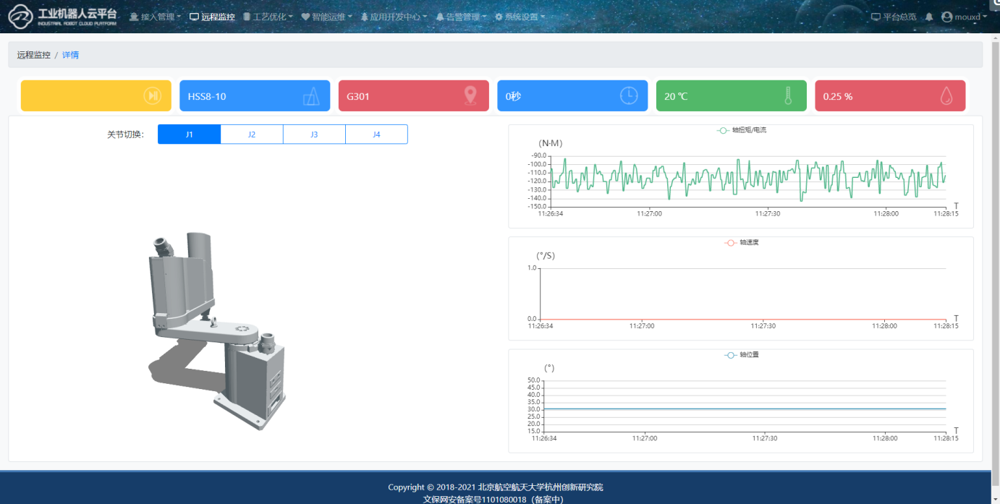 工业机器人云平台
INDUSTRIAL ROBOT CLOUD PLATFORM
接入管理 远程监控 工艺优化 智能运维 应用开发中心 告警管理 系统设置 平台总览 mouxd
远程监控 / 详情
HSS8-10 G301 0秒 20 ℃ 0.25 %
关节切换: J1 J2 J3 J4
轴扭矩/电流
(N·M)
-90.0
-100.0
-110.0
-120.0
-130.0
-140.0
-150.0
T
11:26:34 11:27:00 11:27:30 11:28:00 11:28:15
轴速度
(°/S)
1.0
0.0
T
11:26:34 11:27:00 11:27:30 11:28:00 11:28:15
轴位置
(°)
50.0
45.0
40.0
35.0
30.0
25.0
20.0
15.0
T
11:26:34 11:27:00 11:27:30 11:28:00 11:28:15
Copyright © 2018-2021 北京航空航天大学杭州创新研究院
文保网安备案号1101080018（备案中）